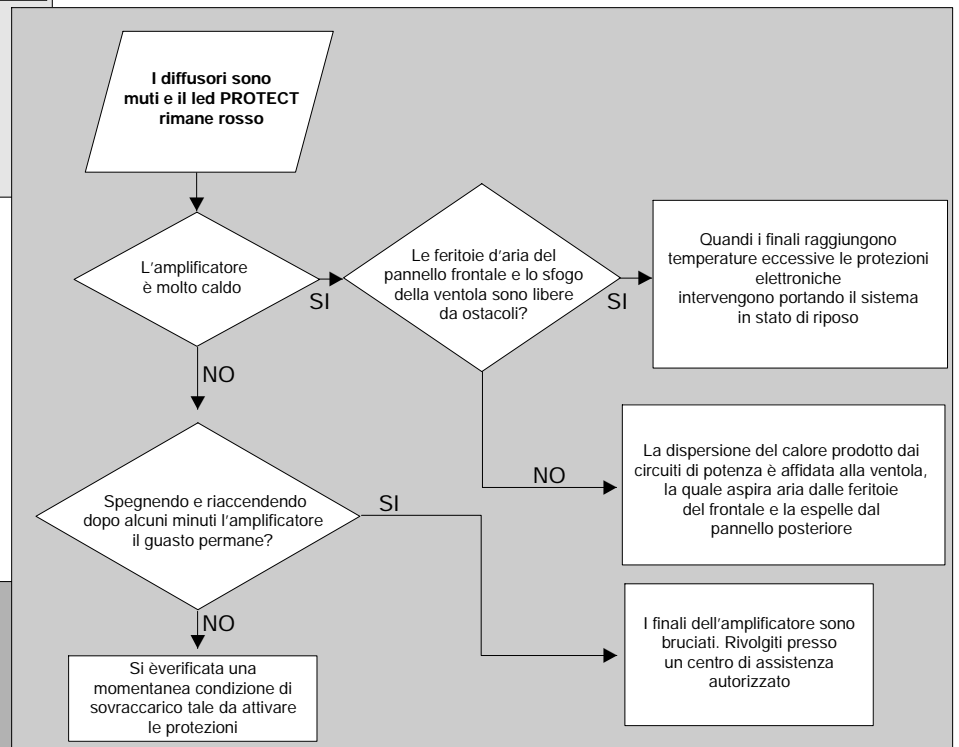 I diffusori sono
muti e il led PROTECT
rimane rosso
L'amplificatore
è molto caldo
SI
Le feritoie d'aria del
pannello frontale e lo sfogo
della ventola sono libere
da ostacoli?
SI
Quandi i finali raggiungono
temperature eccessive le protezioni
elettroniche
intervengono portando il sistema
in stato di riposo
NO
NO
La dispersione del calore prodotto dai
circuiti di potenza è affidata alla ventola,
la quale aspira aria dalle feritoie
del frontale e la espelle dal
pannello posteriore
Spegnendo e riaccendendo
dopo alcuni minuti l'amplificatore
il guasto permane?
SI
I finali dell'amplificatore sono
bruciati. Rivolgiti presso
un centro di assistenza
autorizzato
NO
Si èverificata una
momentanea condizione di
sovraccarico tale da attivare
le protezioni